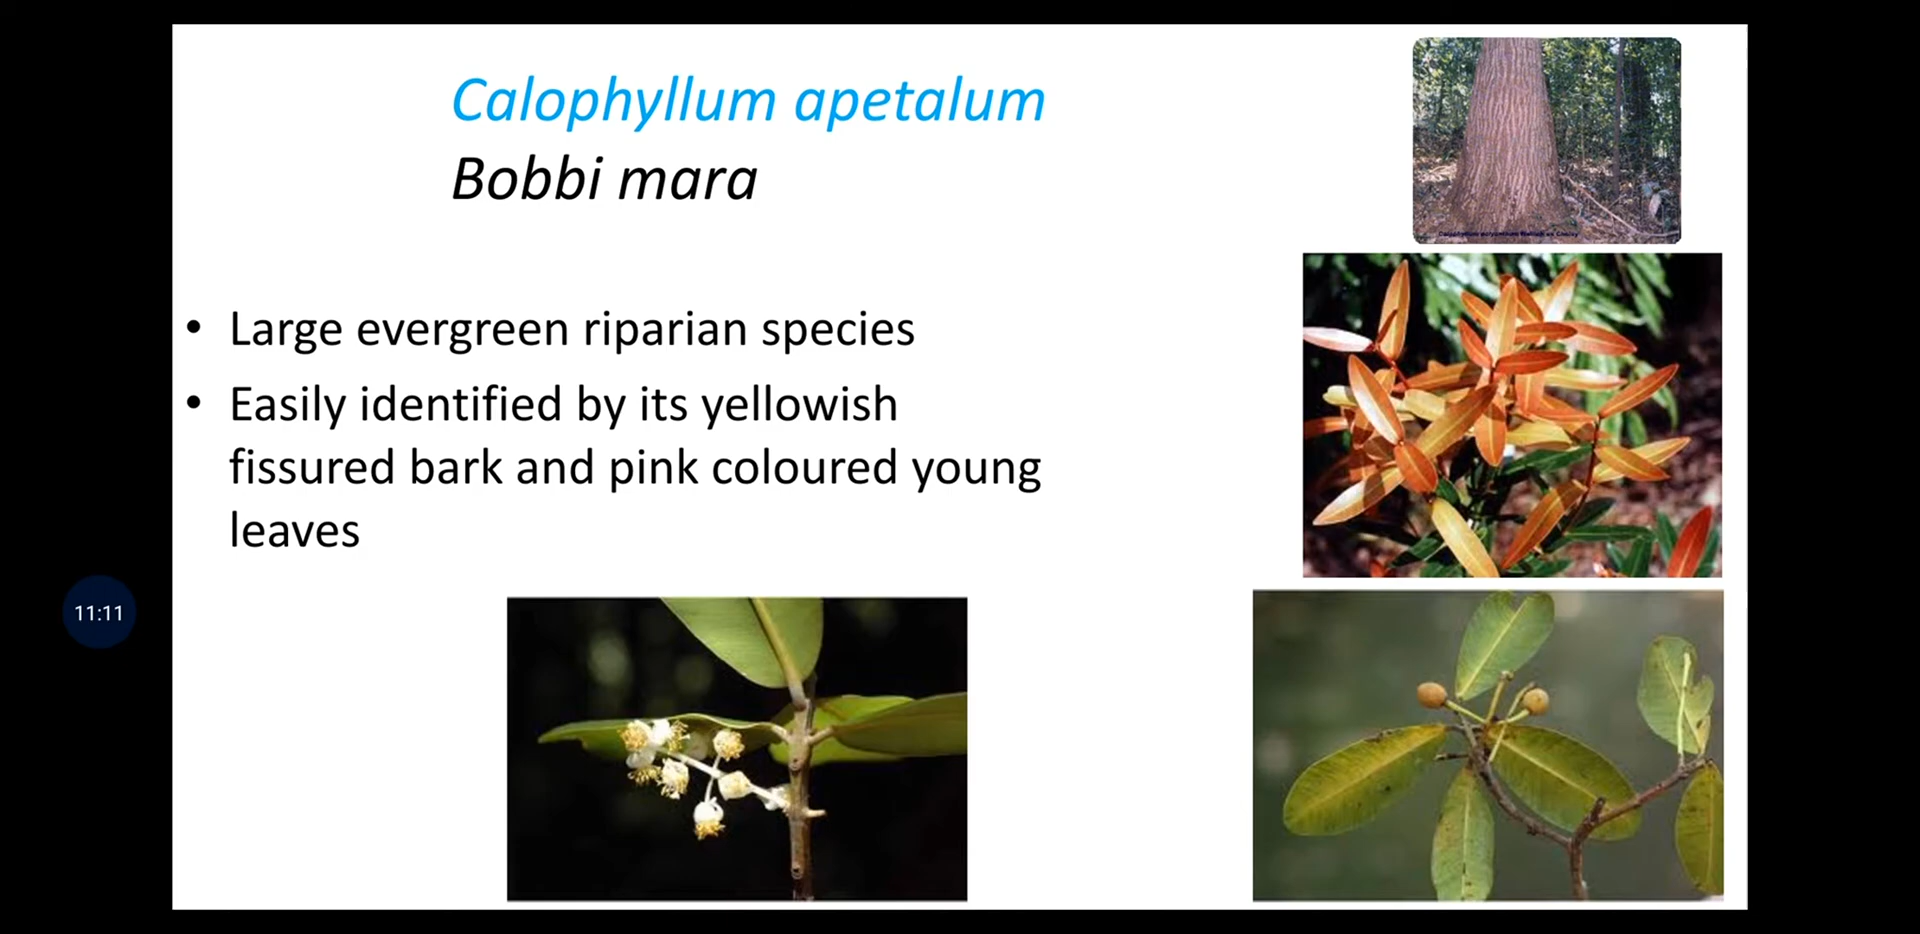 Calophyllum apetalum
Bobbi mara
• Large evergreen riparian species
• Easily identified by its yellowish
fissured bark and pink coloured young
leaves
11:11